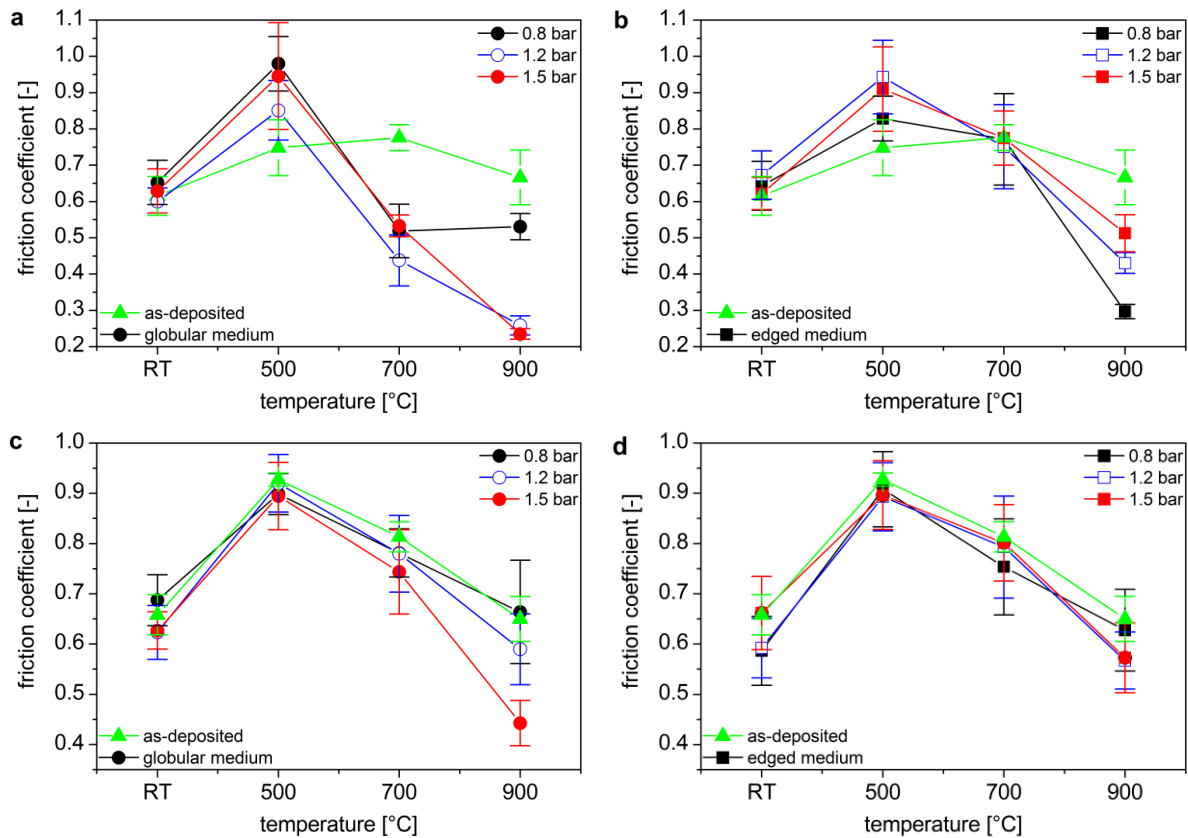 a
1.1
1.0
0.9
0.8
0.7
0.6
0.5
0.4
0.3
0.2
friction coefficient [-]
0.8 bar
1.2 bar
1.5 bar
as-deposited
globular medium
RT 500 700 900
temperature [°C]
b
1.1
1.0
0.9
0.8
0.7
0.6
0.5
0.4
0.3
0.2
friction coefficient [-]
0.8 bar
1.2 bar
1.5 bar
as-deposited
edged medium
RT 500 700 900
temperature [°C]
c
1.0
0.9
0.8
0.7
0.6
0.5
0.4
friction coefficient [-]
0.8 bar
1.2 bar
1.5 bar
as-deposited
globular medium
RT 500 700 900
temperature [°C]
d
1.0
0.9
0.8
0.7
0.6
0.5
0.4
friction coefficient [-]
0.8 bar
1.2 bar
1.5 bar
as-deposited
edged medium
RT 500 700 900
temperature [°C]